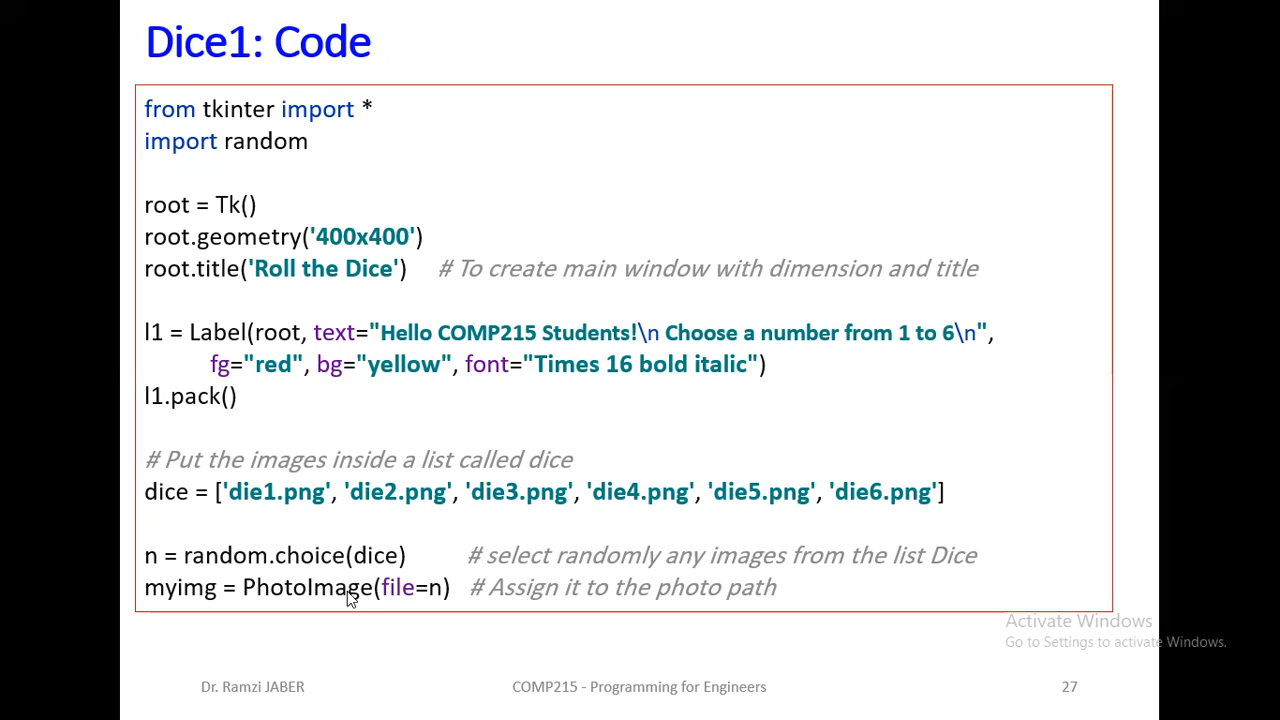 Dice1: Code
from tkinter import *
import random
root = Tk()
root.geometry('400x400')
root.title('Roll the Dice') # To create main window with dimension and title
l1 = Label(root, text="Hello COMP215 Students!\n Choose a number from 1 to 6\n",
fg="red", bg="yellow", font="Times 16 bold italic")
l1.pack()
# Put the images inside a list called dice
dice = ['die1.png', 'die2.png', 'die3.png', 'die4.png', 'die5.png', 'die6.png']
n = random.choice(dice) # select randomly any images from the list Dice
myimg = PhotoImage(file=n) # Assign it to the photo path
Activate Windows
Go to Settings to activate Windows.
Dr. Ramzi JABER COMP215 - Programming for Engineers 27